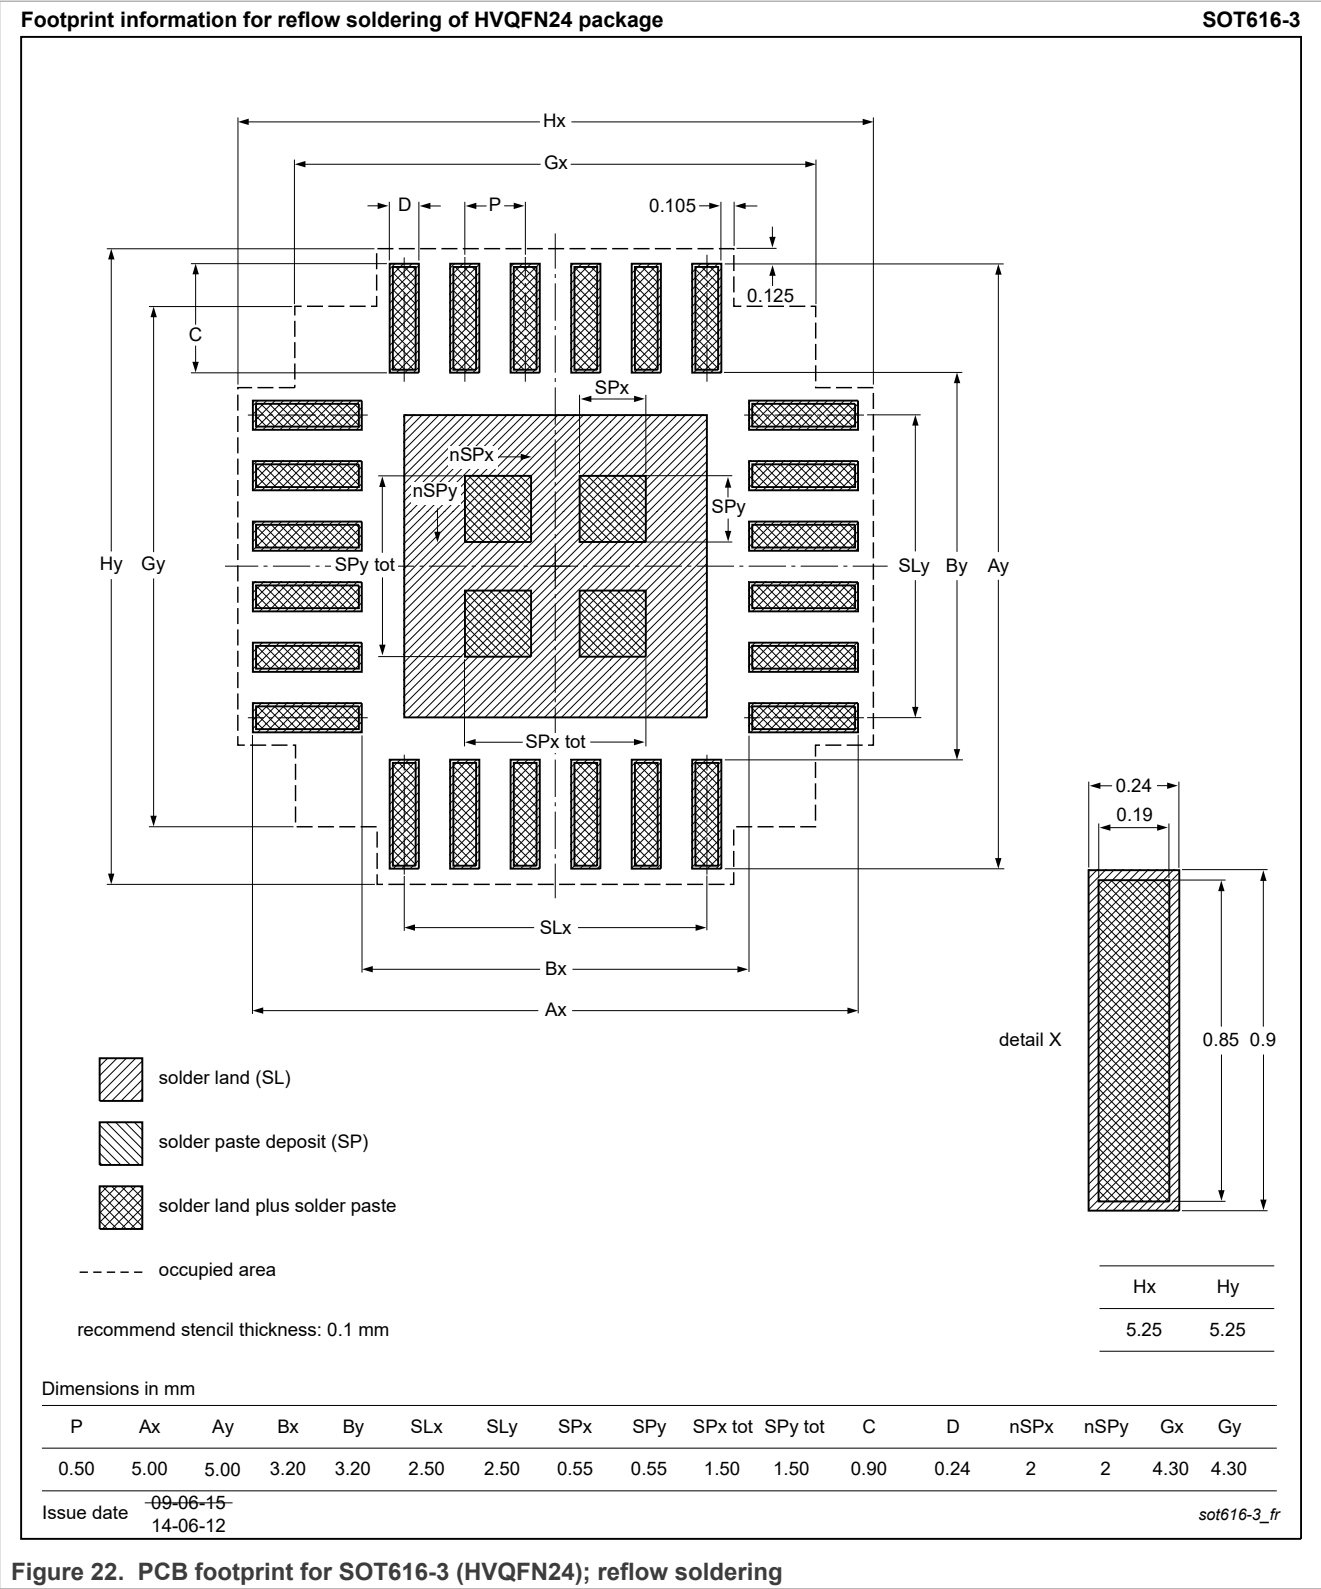 Footprint information for reflow soldering of HVQFN24 package SOT616-3
Hx
Gx
D P 0.105
0.125
C
SPx
nSPx
nSPy
SPy
Hy Gy SPy tot SLy By Ay
SPx tot
0.24
0.19
SLx
Bx
Ax
detail X 0.85 0.9
solder land (SL)
solder paste deposit (SP)
solder land plus solder paste
occupied area
Hx Hy
recommend stencil thickness: 0.1 mm 5.25 5.25
Dimensions in mm
P Ax Ay Bx By SLx SLy SPx SPy SPx tot SPy tot C D nSPx nSPy Gx Gy
0.50 5.00 5.00 3.20 3.20 2.50 2.50 0.55 0.55 1.50 1.50 0.90 0.24 2 2 4.30 4.30
Issue date 09-06-15
14-06-12 sot616-3_fr
Figure 22. PCB footprint for SOT616-3 (HVQFN24); reflow soldering